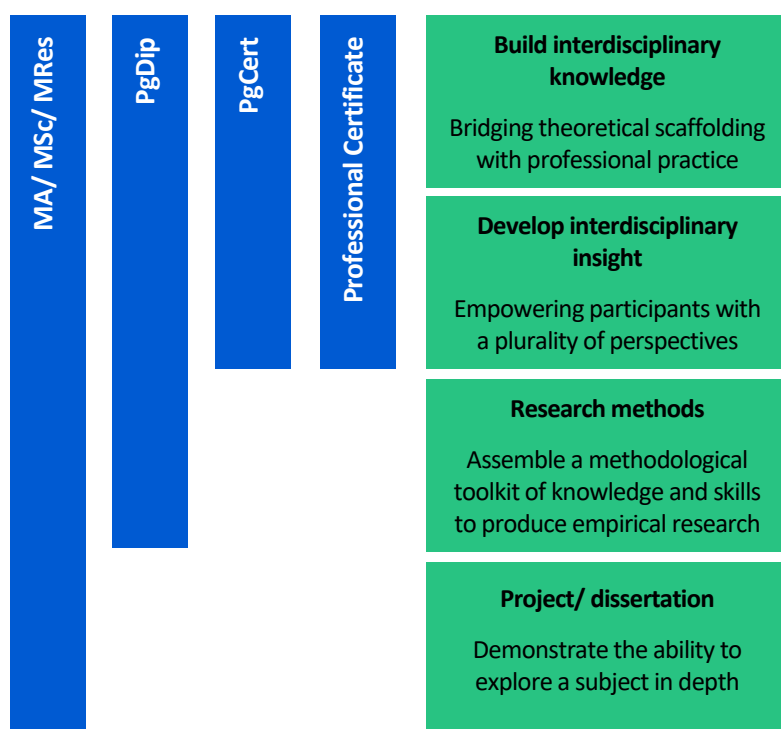 MA/ MSc/ MRes
PgDip
PgCert
Professional Certificate
Build interdisciplinary
knowledge
Bridging theoretical scaffolding
with professional practice
Develop interdisciplinary
insight
Empowering participants with
a plurality of perspectives
Research methods
Assemble a methodological
toolkit of knowledge and skills
to produce empirical research
Project/ dissertation
Demonstrate the ability to
explore a subject in depth